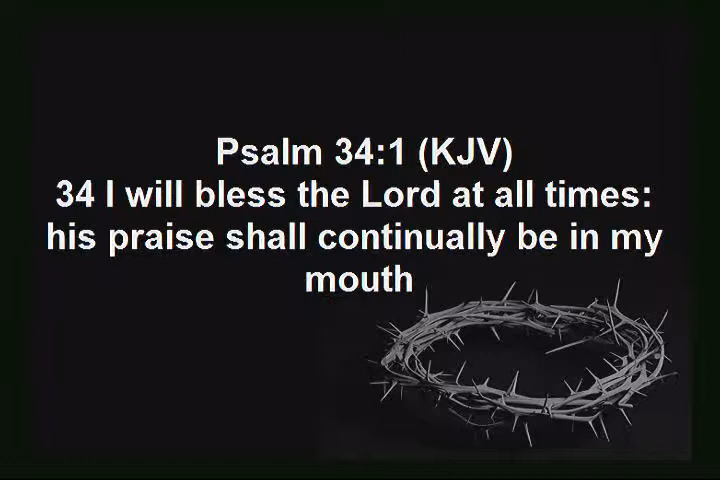 Psalm 34:1 (KJV)
34 I will bless the Lord at all times:
his praise shall continually be in my
mouth